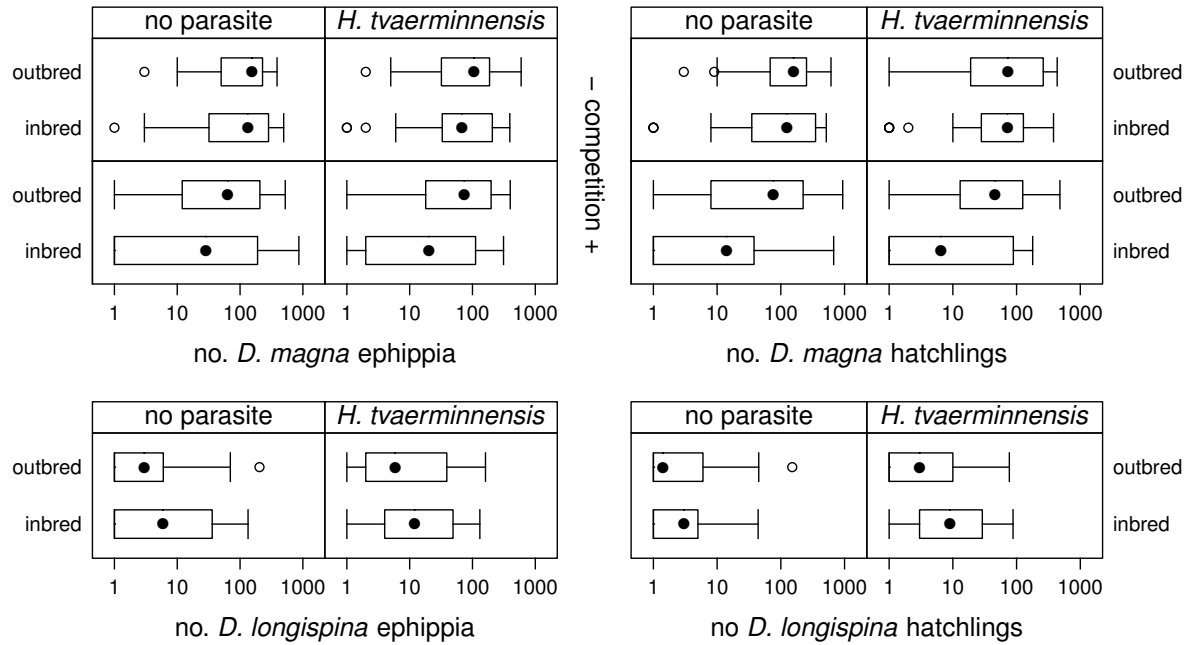 no parasite H. tvaerminnensis no parasite H. tvaerminnensis
outbred outbred
inbred inbred
– competition +
outbred outbred
inbred inbred
1 10 100 1000 1 10 100 1000 1 10 100 1000 1 10 100 1000
no. D. magna ephippia no. D. magna hatchlings
no parasite H. tvaerminnensis no parasite H. tvaerminnensis
outbred outbred
inbred inbred
1 10 100 1000 1 10 100 1000 1 10 100 1000 1 10 100 1000
no. D. longispina ephippia no D. longispina hatchlings